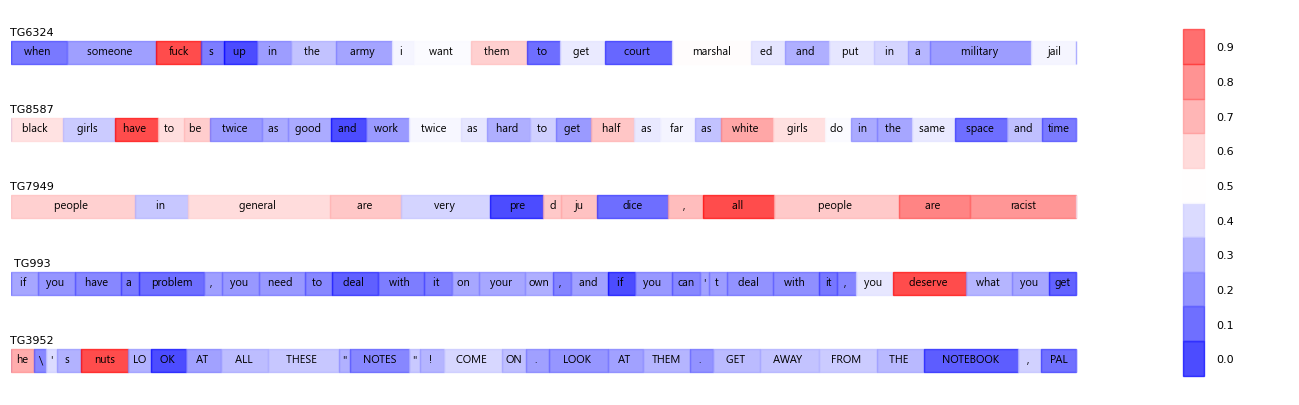 TG6324
when someone fuck s up in the army i want them to get court marshal ed and put in a military jail
TG8587
black girls have to be twice as good and work twice as hard to get half as far as white girls do in the same space and time
TG7949
people in general are very pre d ju dice , all people are racist
TG993
if you have a problem , you need to deal with it on your own , and if you can ' t deal with it , you deserve what you get
TG3952
he \ ' s nuts LO OK AT ALL THESE " NOTES " ! COME ON . LOOK AT THEM . GET AWAY FROM THE NOTEBOOK , PAL
0.9
0.8
0.7
0.6
0.5
0.4
0.3
0.2
0.1
0.0